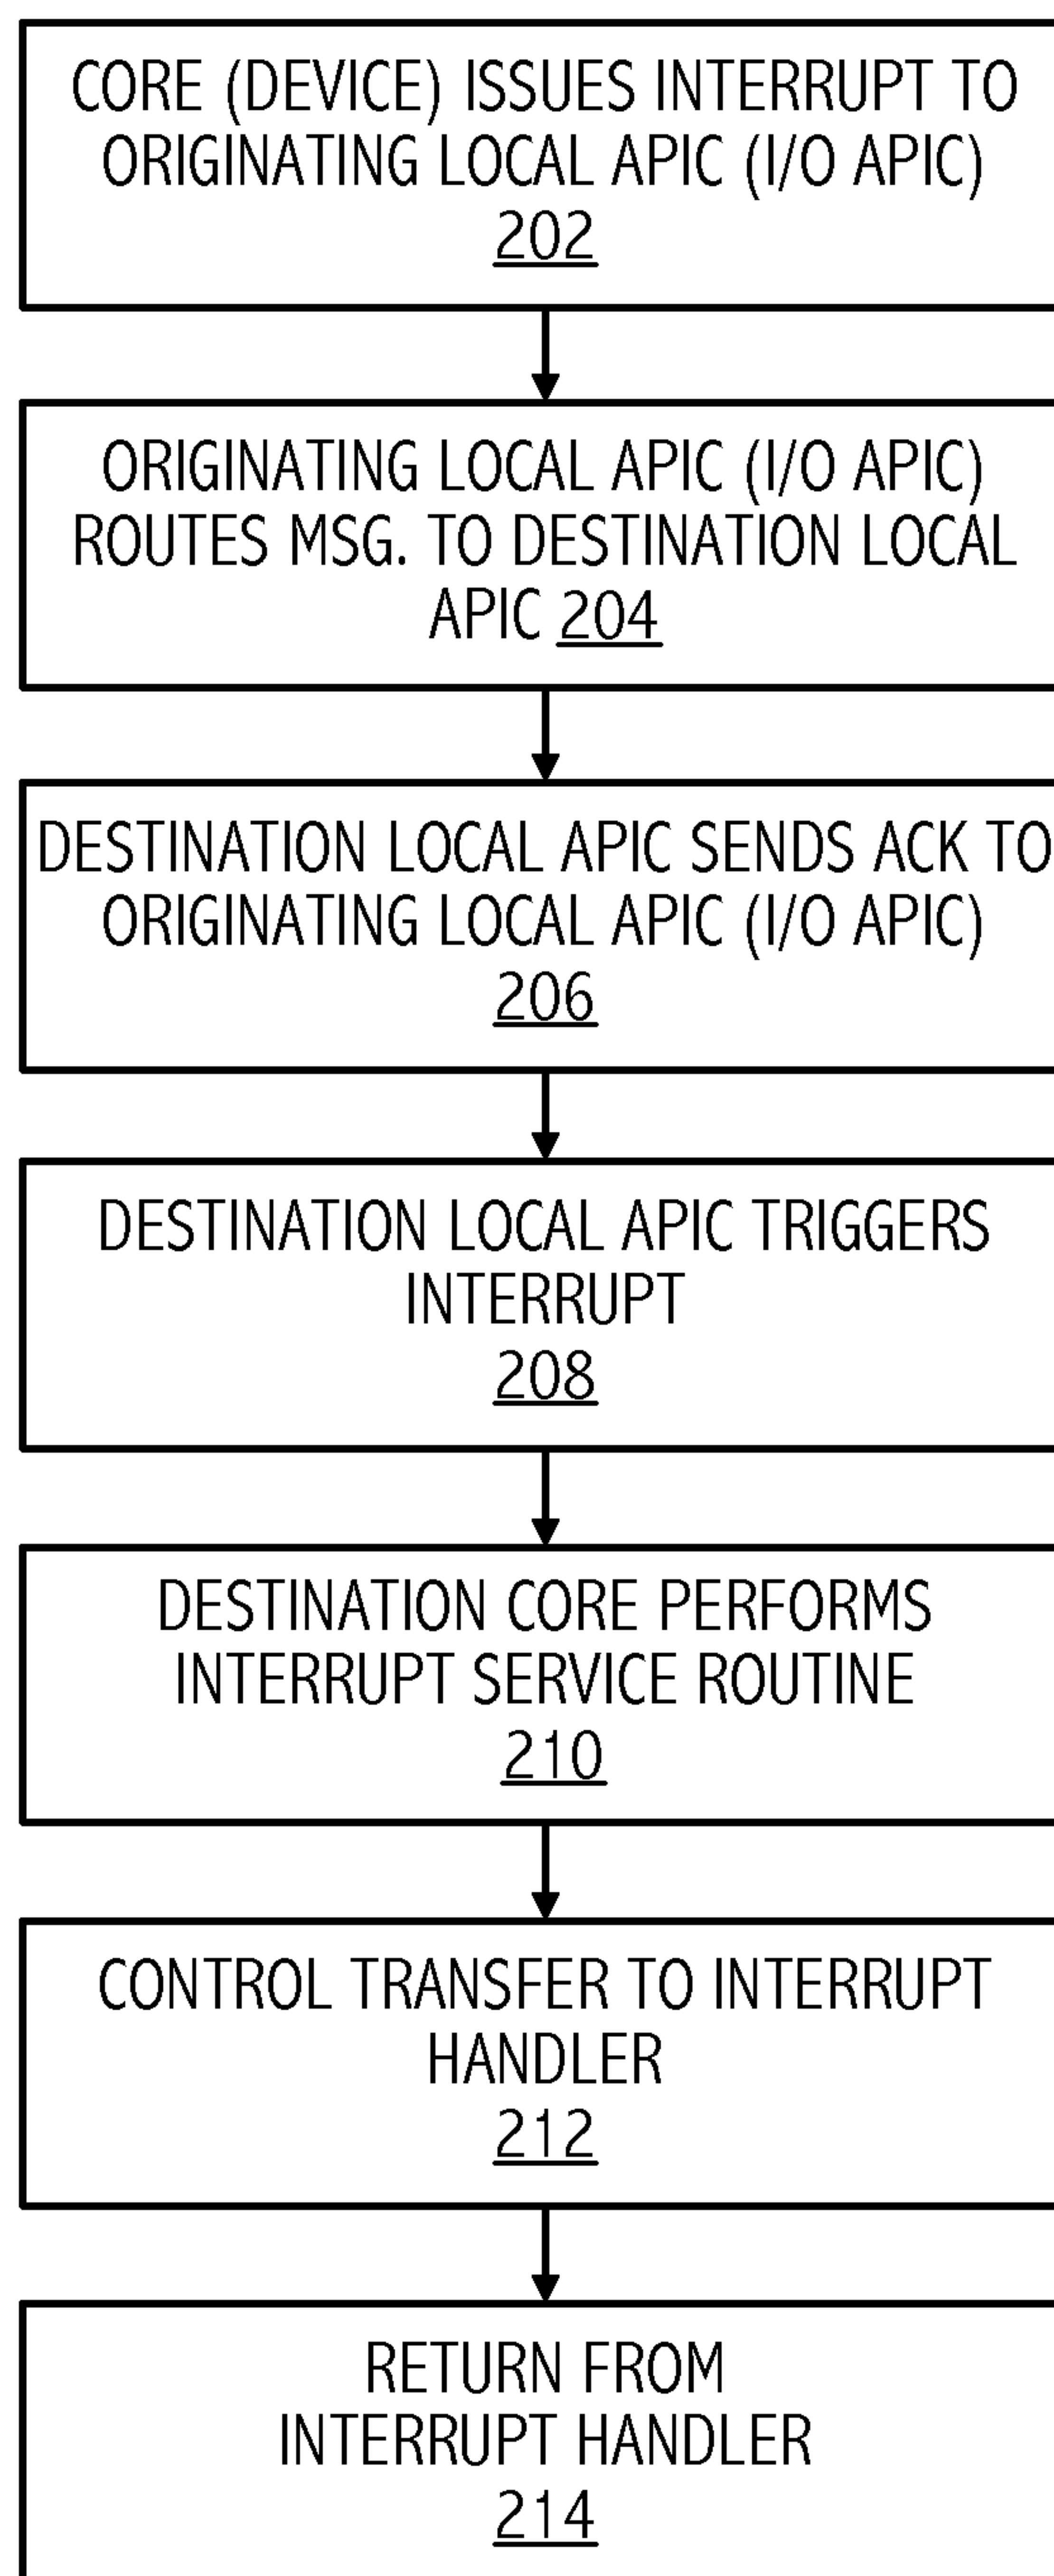 CORE (DEVICE) ISSUES INTERRUPT TO
ORIGINATING LOCAL APIC (I/O APIC)
202
ORIGINATING LOCAL APIC (I/O APIC)
ROUTES MSG. TO DESTINATION LOCAL
APIC 204
DESTINATION LOCAL APIC SENDS ACK TO
ORIGINATING LOCAL APIC (I/O APIC)
206
DESTINATION LOCAL APIC TRIGGERS
INTERRUPT
208
DESTINATION CORE PERFORMS
INTERRUPT SERVICE ROUTINE
210
CONTROL TRANSFER TO INTERRUPT
HANDLER
212
RETURN FROM
INTERRUPT HANDLER
214